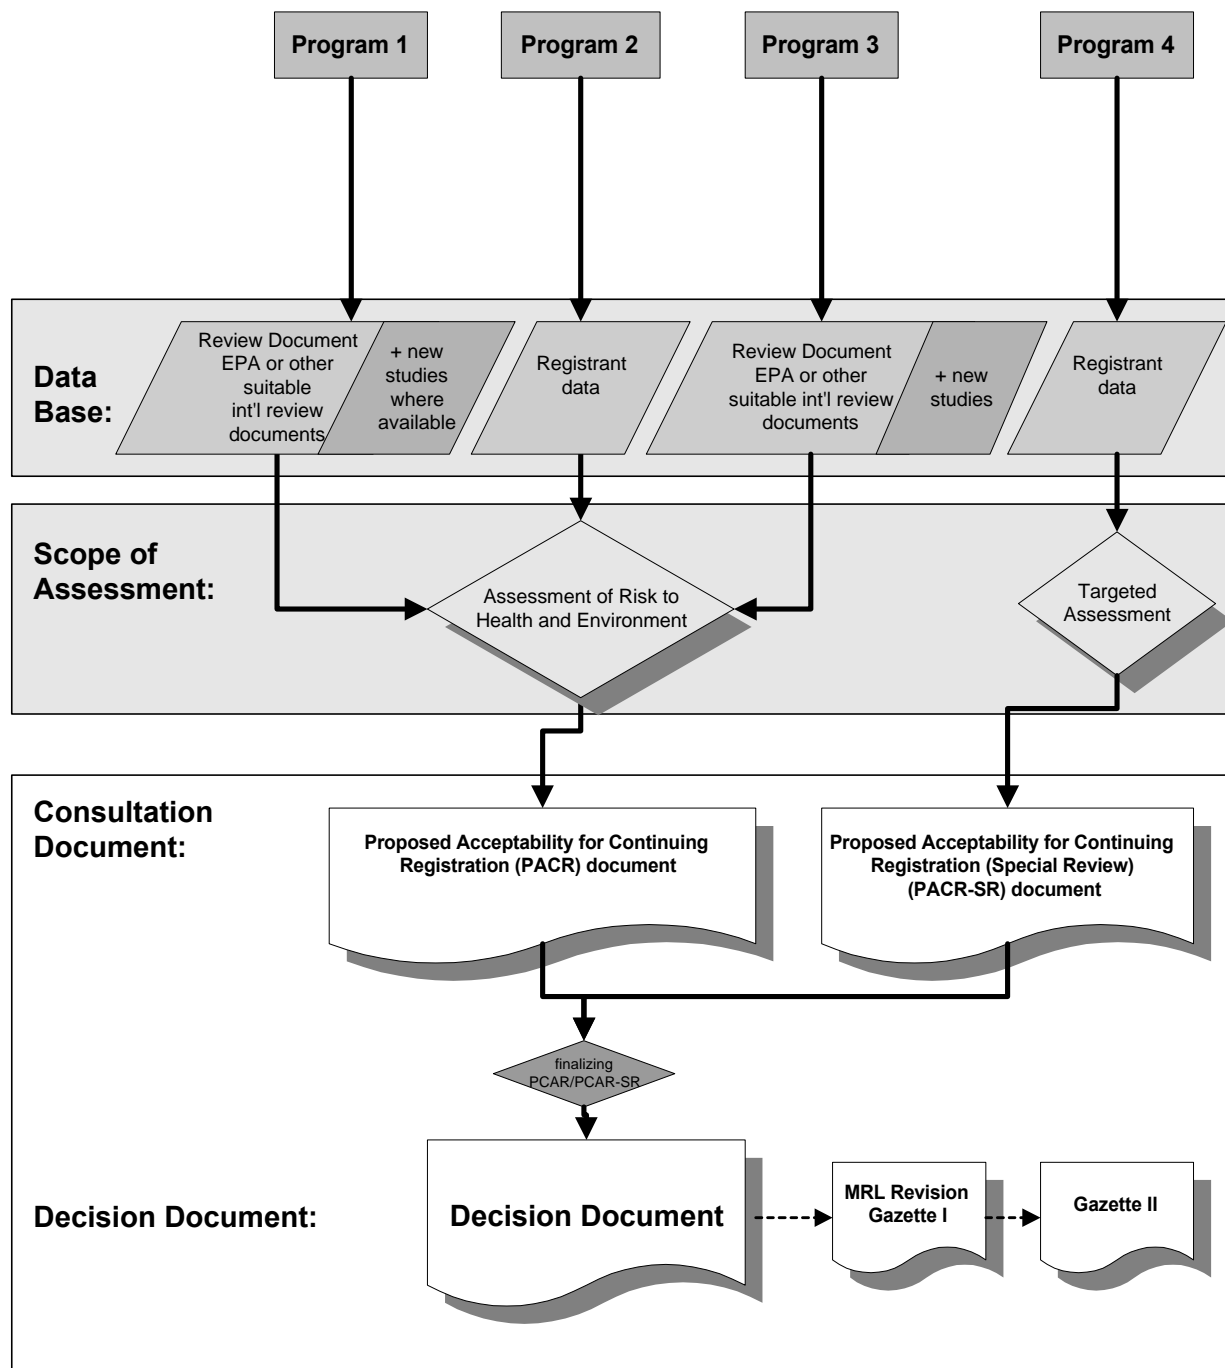 Program 1
Program 2
Program 3
Program 4
Data
Base:
Review Document
EPA or other
suitable
int'l review
documents
+ new
studies
where
available
Registrant
data
Review Document
EPA or other
suitable int'l review
documents
+ new
studies
Registrant
data
Scope of
Assessment:
Assessment of Risk to
Health and Environment
Targeted
Assessment
Consultation
Document:
Proposed Acceptability for Continuing
Registration (PACR) document
Proposed Acceptability for Continuing
Registration (Special Review)
(PACR-SR) document
finalizing
PCAR/PCAR-SR
Decision Document:
Decision Document
MRL Revision
Gazette I
Gazette II